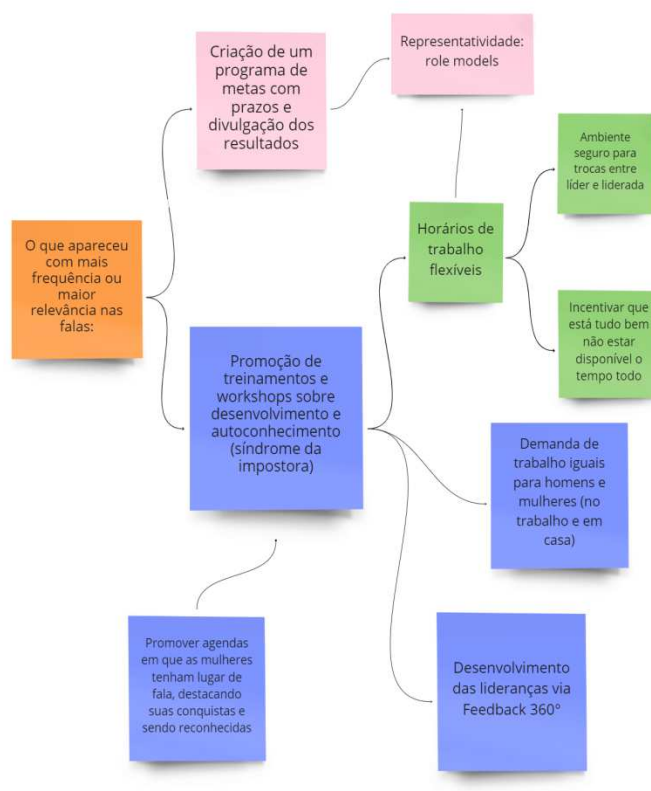 Criação de um
programa de
metas com
prazos e
divulgação dos
resultados
Representatividade:
role models
Ambiente
seguro para
trocas entre
líder e liderada
O que apareceu
com mais
frequência ou
maior
relevância nas
falas:
Horários de
trabalho
flexíveis
Incentivar que
está tudo bem
não estar
disponível o
tempo todo
Promoção de
treinamentos e
workshops sobre
desenvolvimento e
autoconhecimento
(síndrome da
impostora)
Demanda de
trabalho iguais
para homens e
mulheres (no
trabalho e em
casa)
Promover agendas
em que as mulheres
tenham lugar de
fala, destacando
suas conquistas e
sendo reconhecidas
Desenvolvimento
das lideranças via
Feedback 360°